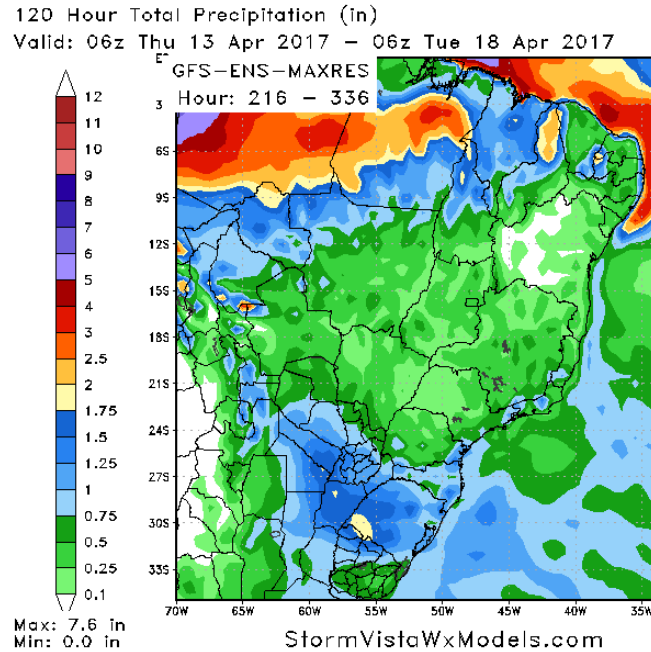 120 Hour Total Precipitation (in)
Valid: 06z Thu 13 Apr 2017 – 06z Tue 18 Apr 2017
GFS–ENS–MAXRES
Hour: 216 – 336
12
11
10
9
8
7
6
5
4
3
2.5
2
1.75
1.5
1.25
1
0.75
0.5
0.25
0.1
3
6S
9S
12S
15S
18S
21S
24S
27S
30S
33S
70W 65W 60W 55W 50W 45W 40W 35W
Max: 7.6 in
Min: 0.0 in
StormVistaWxModels.com